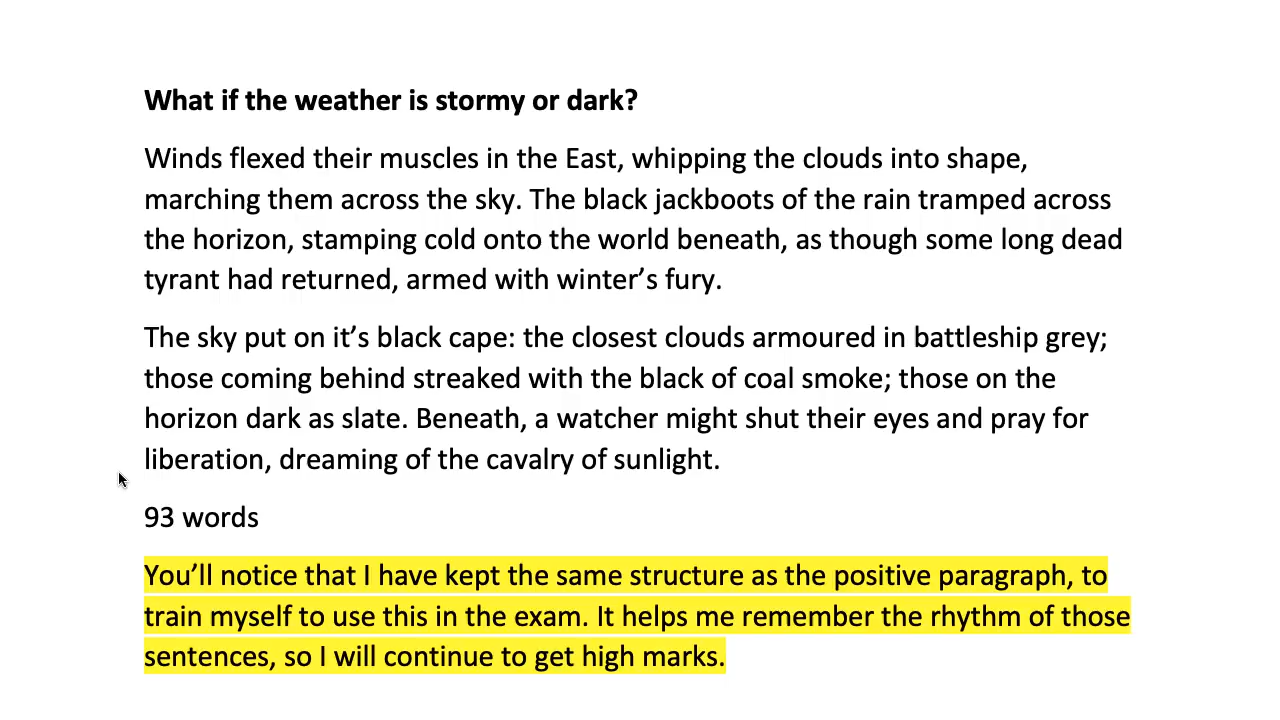 What if the weather is stormy or dark?
Winds flexed their muscles in the East, whipping the clouds into shape,
marching them across the sky. The black jackboots of the rain tramped across
the horizon, stamping cold onto the world beneath, as though some long dead
tyrant had returned, armed with winter’s fury.
The sky put on it’s black cape: the closest clouds armoured in battleship grey;
those coming behind streaked with the black of coal smoke; those on the
horizon dark as slate. Beneath, a watcher might shut their eyes and pray for
liberation, dreaming of the cavalry of sunlight.
93 words
You’ll notice that I have kept the same structure as the positive paragraph, to
train myself to use this in the exam. It helps me remember the rhythm of those
sentences, so I will continue to get high marks.